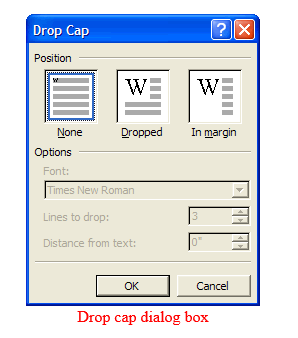 Drop Cap
Position
W W W
None Dropped In margin
Options
Font:
Times New Roman
Lines to drop: 3
Distance from text: 0"
OK Cancel
Drop cap dialog box